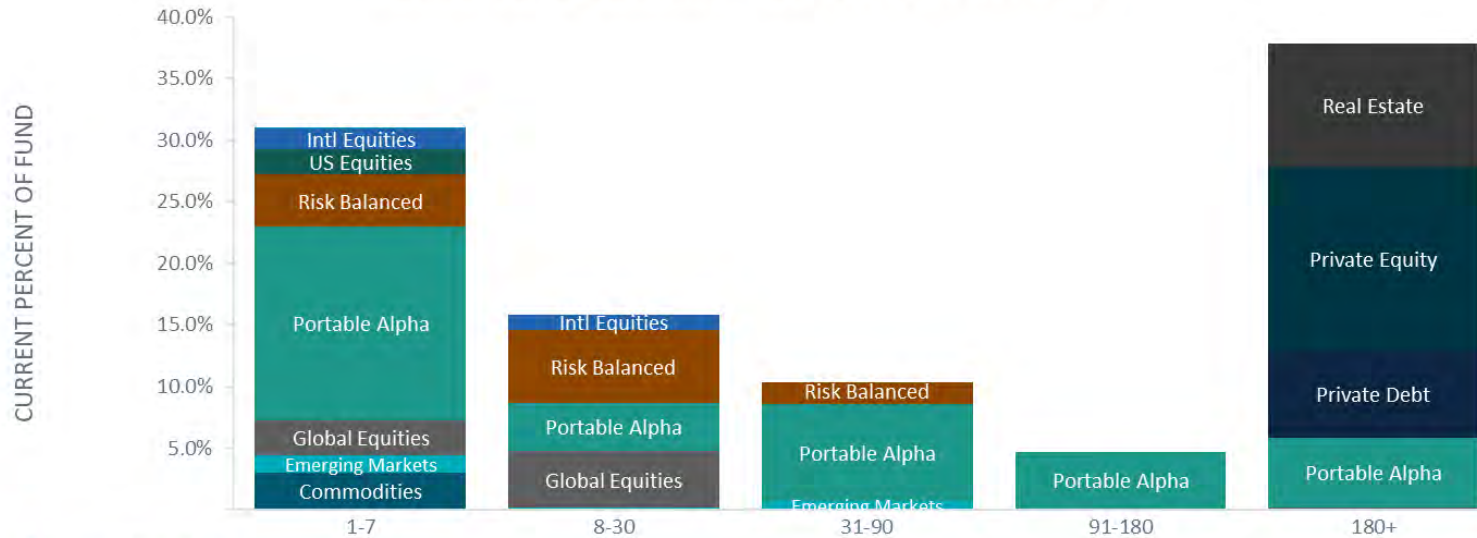 CURRENT PERCENT OF FUND
40.0%
35.0%
30.0%
25.0%
20.0%
15.0%
10.0%
5.0%
Intl Equities
US Equities
Risk Balanced
Portable Alpha
Global Equities
Emerging Markets
Commodities
Intl Equities
Risk Balanced
Portable Alpha
Global Equities
Risk Balanced
Portable Alpha
Emerging Markets
Portable Alpha
Real Estate
Private Equity
Private Debt
Portable Alpha
1-7
8-30
31-90
91-180
180+